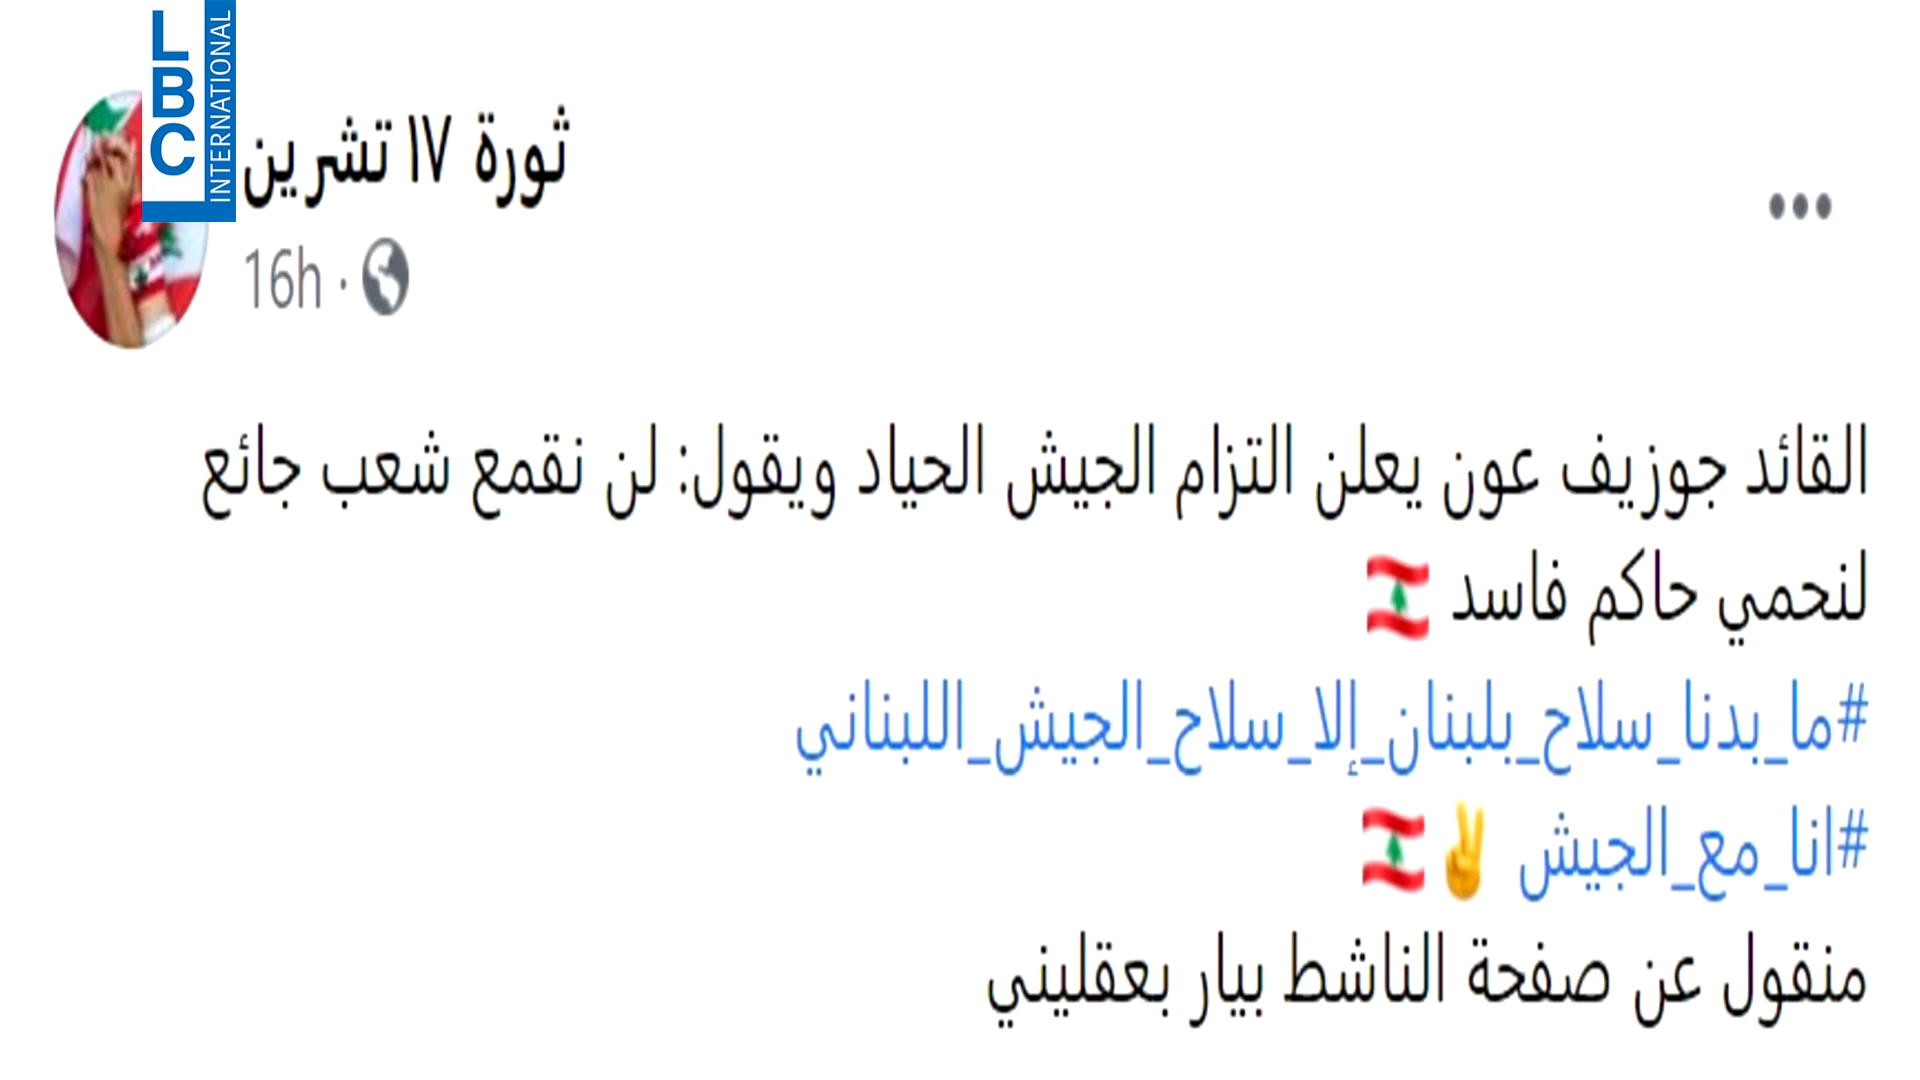 LBC
INTERNATIONAL
ثورة ١٧ تشرين
16h ·
القائد جوزيف عون يعلن التزام الجيش الحياد ويقول: لن نقمع شعب جائع
لنحمي حاكم فاسد 🇱🇧
#ما_بدنا_سلاح_بلبنان_إلا_سلاح_الجيش_اللبناني
#انا_مع_الجيش ✌🇱🇧
منقول عن صفحة الناشط بيار بعقليني